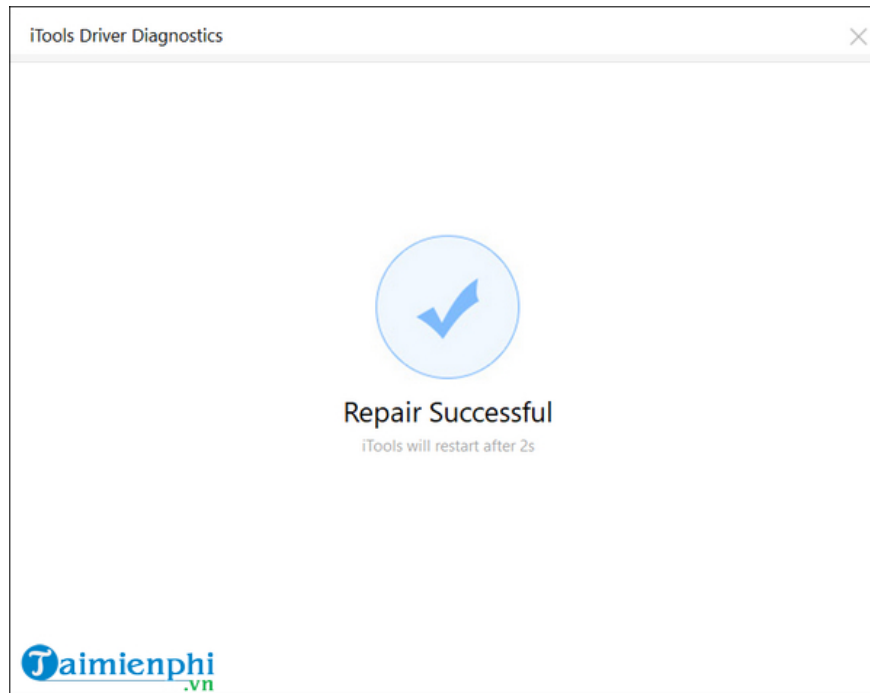 iTools Driver Diagnostics
Repair Successful
iTools will restart after 2s
Taimienphi
.vn